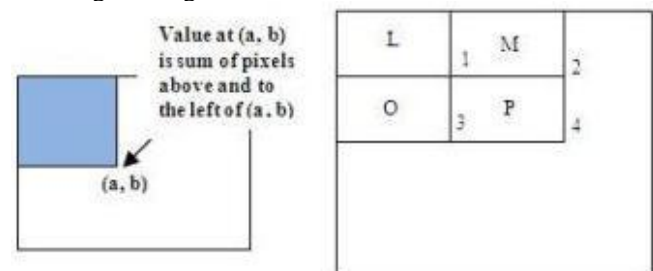 Value at (a, b)
is sum of pixels
above and to
the left of (a, b)
(a, b)
L
1
M
2
O
3
P
4